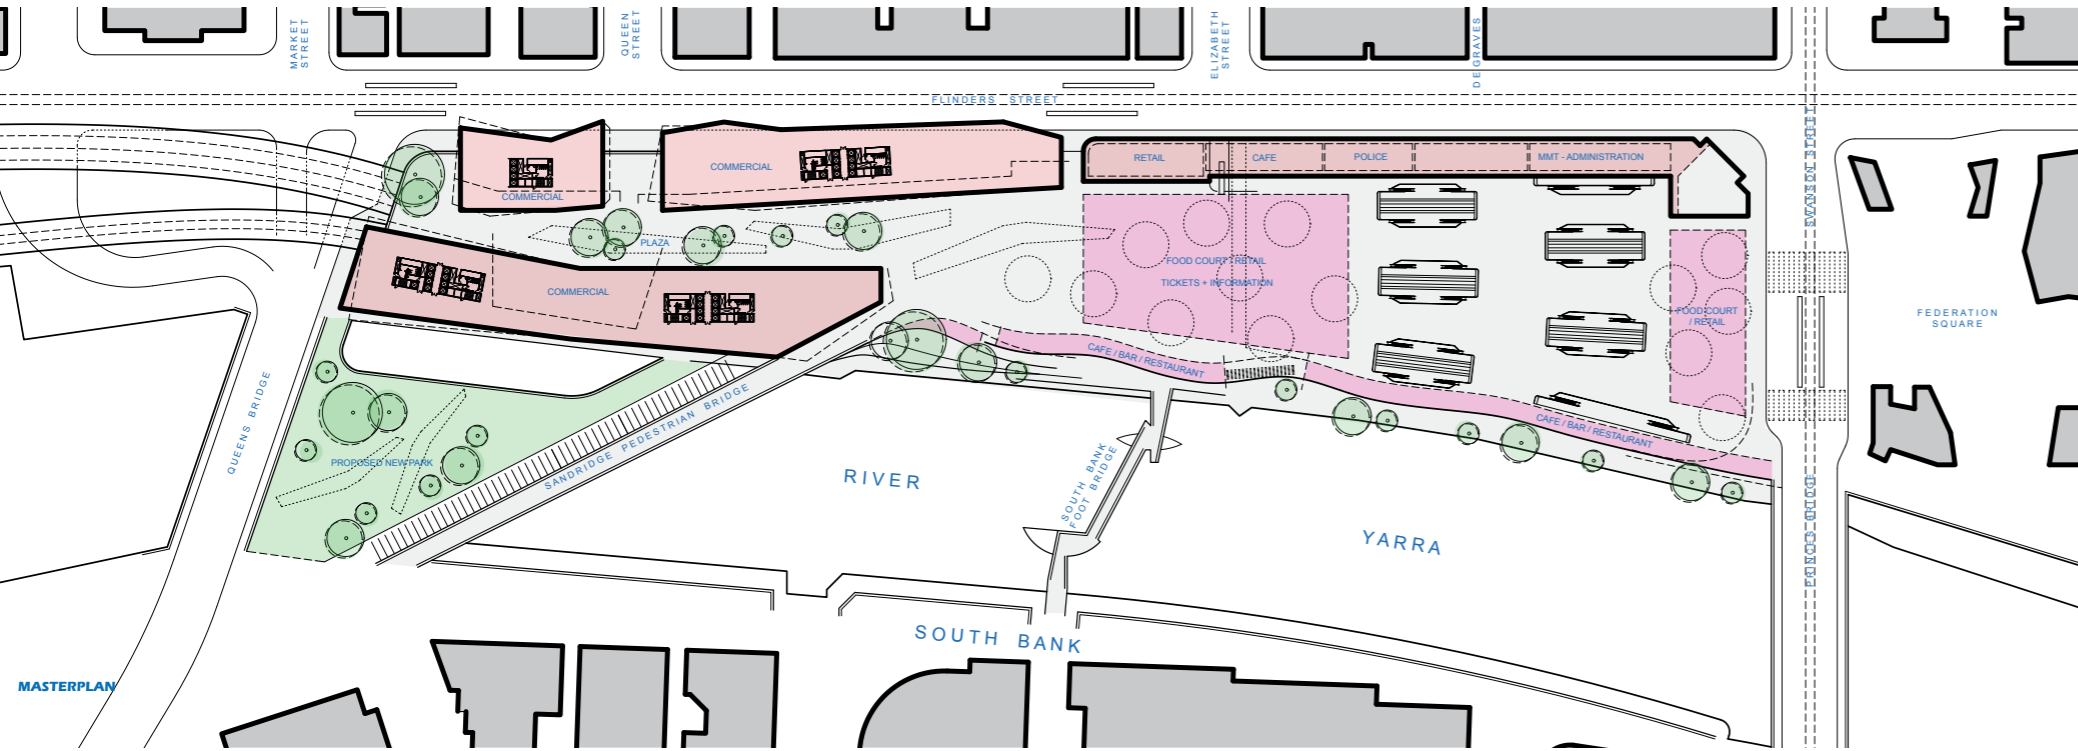 MARKET
STREET
QUEEN
STREET
ELIZABETH
STREET
DEGRAVES
FLINDERS STREET
SWANSON STREET
RETAIL
CAFE
POLICE
MMT - ADMINISTRATION
COMMERCIAL
COMMERCIAL
PLAZA
COMMERCIAL
FOOD COURT / RETAIL
TICKETS + INFORMATION
FOOD COURT
/ RETAIL
FEDERATION
SQUARE
CAFE / BAR / RESTAURANT
CAFE / BAR / RESTAURANT
QUEENS BRIDGE
PROPOSED NEW PARK
SANDRIDGE PEDESTRIAN BRIDGE
RIVER
SOUTH BANK
FOOT BRIDGE
YARRA
PRINCES BRIDGE
SOUTH BANK
MASTERPLAN